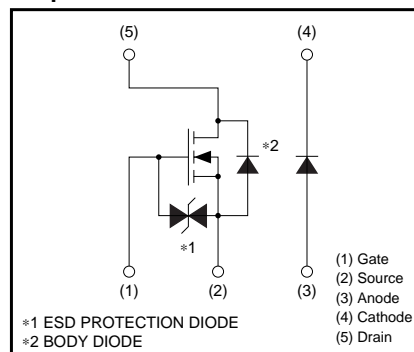 (5) (4)
∗2
∗1
(1) (2) (3)
(1) Gate
(2) Source
(3) Anode
(4) Cathode
(5) Drain
∗1 ESD PROTECTION DIODE
∗2 BODY DIODE